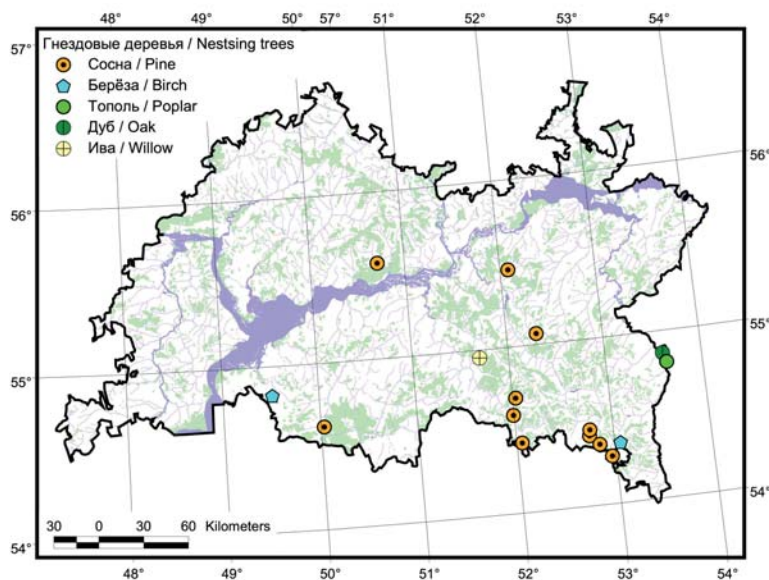 48° 49° 50° 57° 51° 52° 53° 54°
57°
Гнездовые деревья / Nestsing trees
Сосна / Pine
Берёза / Birch
Тополь / Poplar
Дуб / Oak
Ива / Willow
56°
56°
55°
55°
54°
54°
30 0 30 60 Kilometers
48° 49° 50° 51° 52° 53° 54°